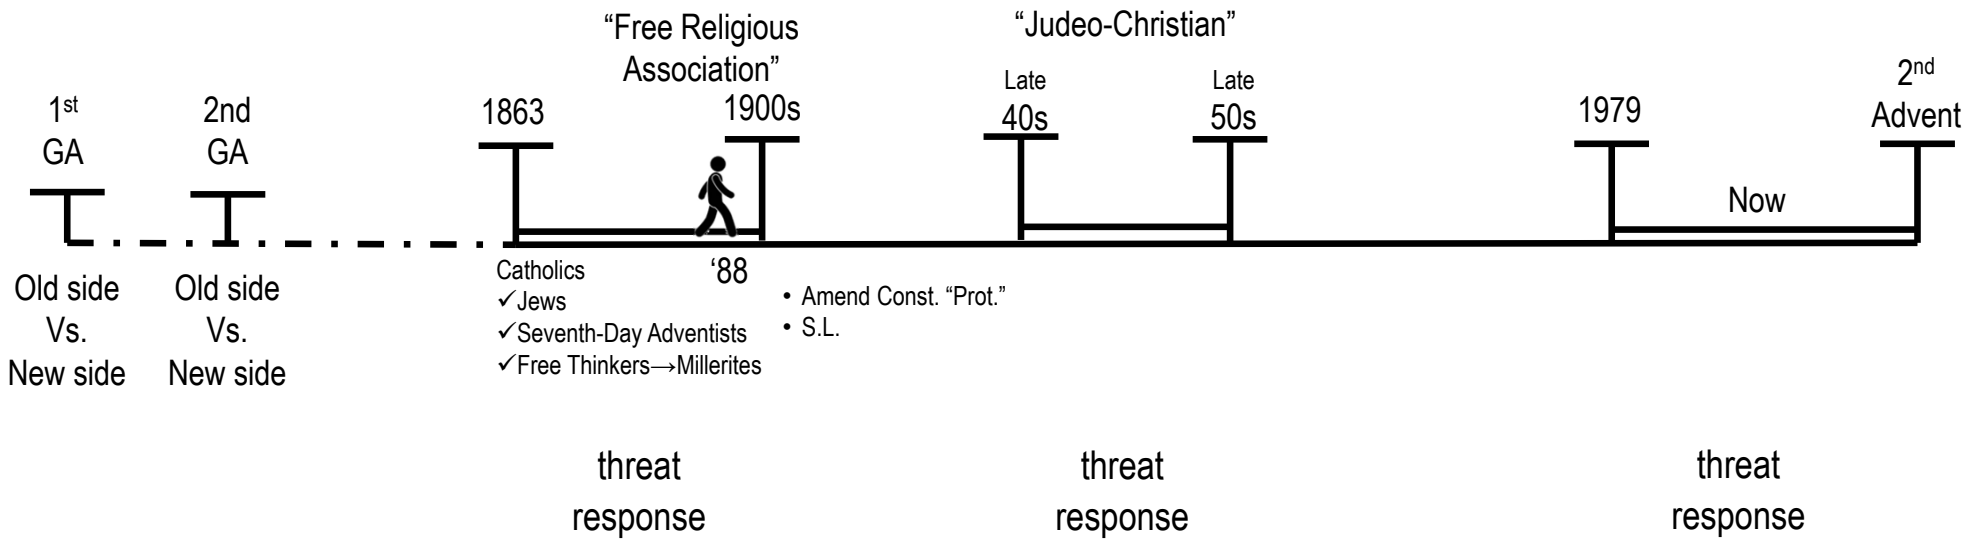 “Free Religious
Association”
“Judeo-Christian”
1st
GA
2nd
GA
1863
1900s
Late
40s
Late
50s
1979
2nd
Advent
Now
Old side
Vs.
New side
Old side
Vs.
New side
Catholics
✓Jews
✓Seventh-Day Adventists
✓Free Thinkers→Millerites
‘88
• Amend Const. “Prot.”
• S.L.
threat
response
threat
response
threat
response